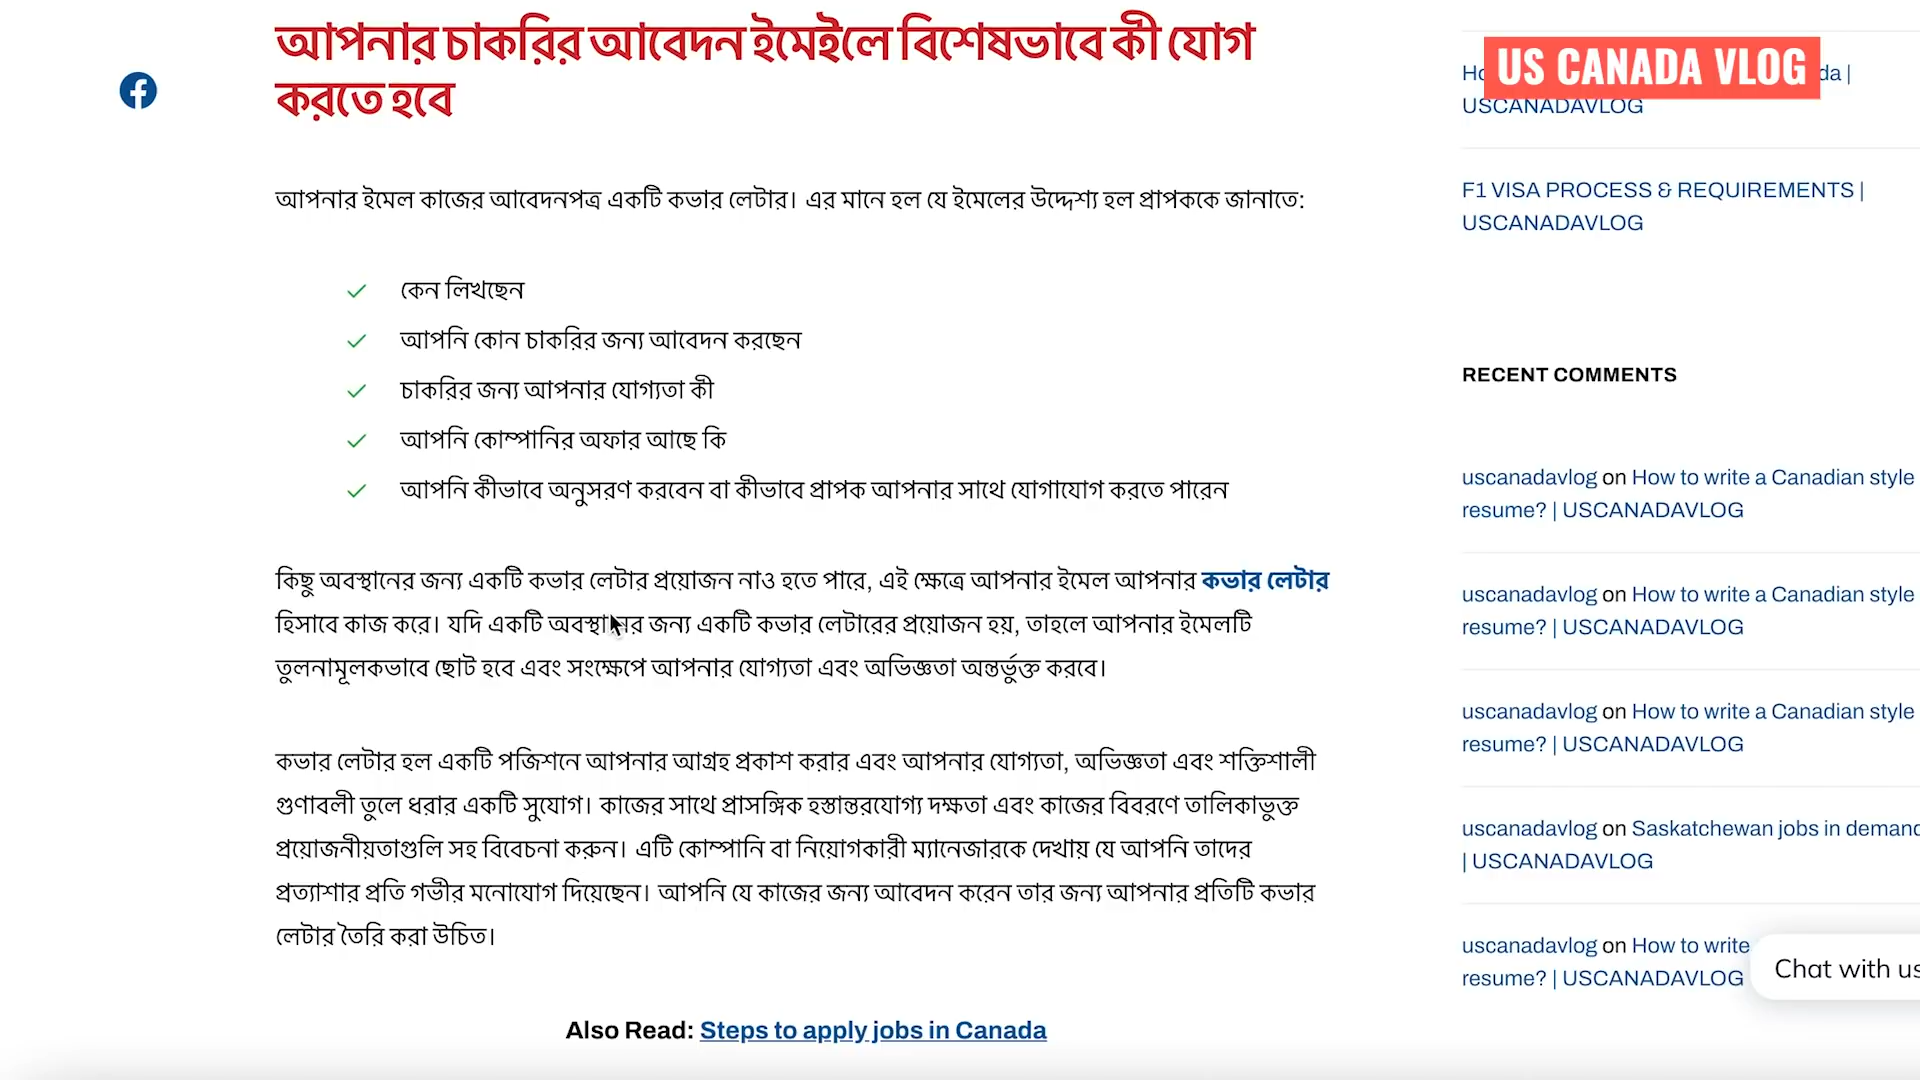 আপনার চাকরির আবেদন ইমেইলে বিশেষভাবে কী যোগ
করতে হবে
আপনার ইমেল কাজের আবেদনপত্র একটি কভার লেটার। এর মানে হল যে ইমেলের উদ্দেশ্য হল প্রাপককে জানাতে:
কেন লিখছেন
আপনি কোন চাকরির জন্য আবেদন করছেন
চাকরির জন্য আপনার যোগ্যতা কী
আপনি কোম্পানির অফার আছে কি
আপনি কীভাবে অনুসরণ করবেন বা কীভাবে প্রাপক আপনার সাথে যোগাযোগ করতে পারেন
কিছু অবস্থানের জন্য একটি কভার লেটার প্রয়োজন নাও হতে পারে, এই ক্ষেত্রে আপনার ইমেল আপনার কভার লেটার
হিসাবে কাজ করে। যদি একটি অবস্থানের জন্য একটি কভার লেটারের প্রয়োজন হয়, তাহলে আপনার ইমেলটি
তুলনামূলকভাবে ছোট হবে এবং সংক্ষেপে আপনার যোগ্যতা এবং অভিজ্ঞতা অন্তর্ভুক্ত করবে।
কভার লেটার হল একটি পজিশনে আপনার আগ্রহ প্রকাশ করার এবং আপনার যোগ্যতা, অভিজ্ঞতা এবং শক্তিশালী
গুণাবলী তুলে ধরার একটি সুযোগ। কাজের সাথে প্রাসঙ্গিক হস্তান্তরযোগ্য দক্ষতা এবং কাজের বিবরণে তালিকাভুক্ত
প্রয়োজনীয়তাগুলি সহ বিবেচনা করুন। এটি কোম্পানি বা নিয়োগকারী ম্যানেজারকে দেখায় যে আপনি তাদের
প্রত্যাশার প্রতি গভীর মনোযোগ দিয়েছেন। আপনি যে কাজের জন্য আবেদন করেন তার জন্য আপনার প্রতিটি কভার
লেটার তৈরি করা উচিত।
Also Read: Steps to apply jobs in Canada
US CANADA VLOG
USCANADAVLOG
F1 VISA PROCESS & REQUIREMENTS |
USCANADAVLOG
RECENT COMMENTS
uscanadavlog on How to write a Canadian style
resume? | USCANADAVLOG
uscanadavlog on How to write a Canadian style
resume? | USCANADAVLOG
uscanadavlog on How to write a Canadian style
resume? | USCANADAVLOG
uscanadavlog on Saskatchewan jobs in demand
| USCANADAVLOG
uscanadavlog on How to write
resume? | USCANADAVLOG
Chat with us